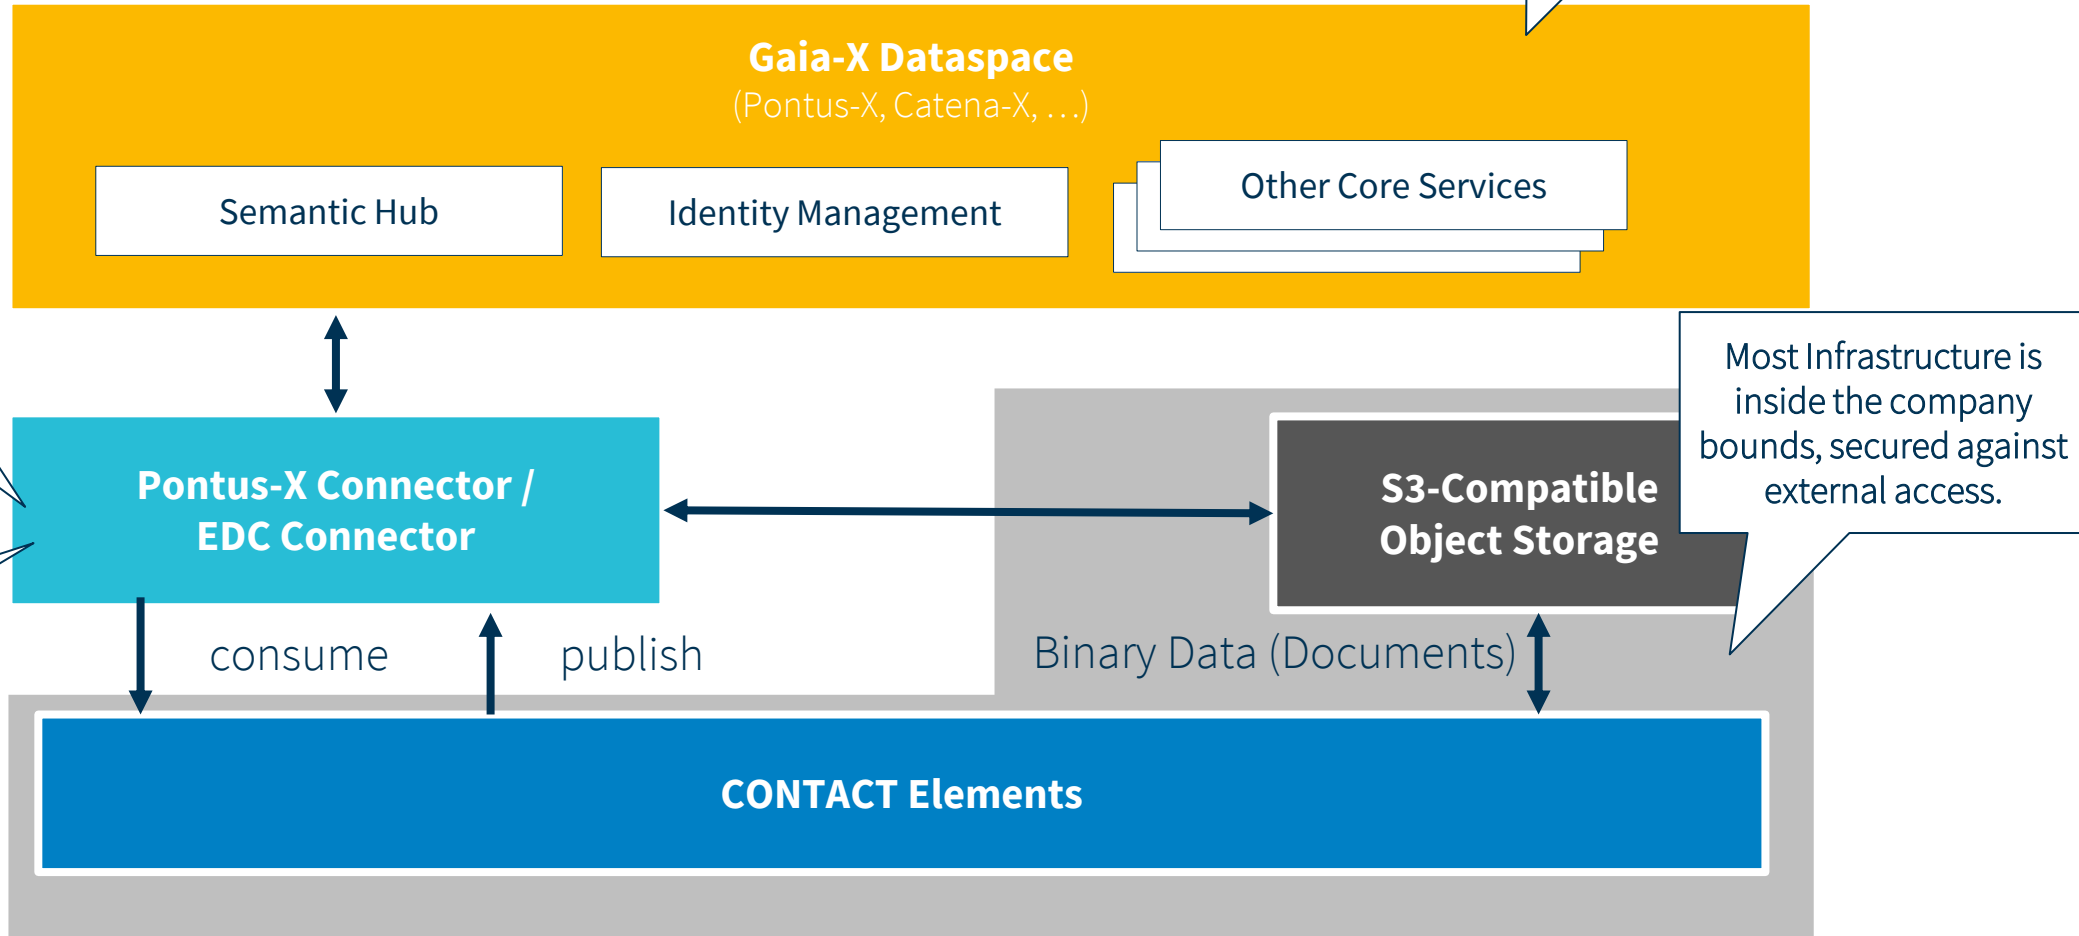 Gaia-X Dataspace
(Pontus-X, Catena-X, …)
Semantic Hub
Identity Management
Other Core Services
Most Infrastructure is
inside the company
bounds, secured against
external access.
Pontus-X Connector /
EDC Connector
S3-Compatible
Object Storage
consume
publish
Binary Data (Documents)
CONTACT Elements